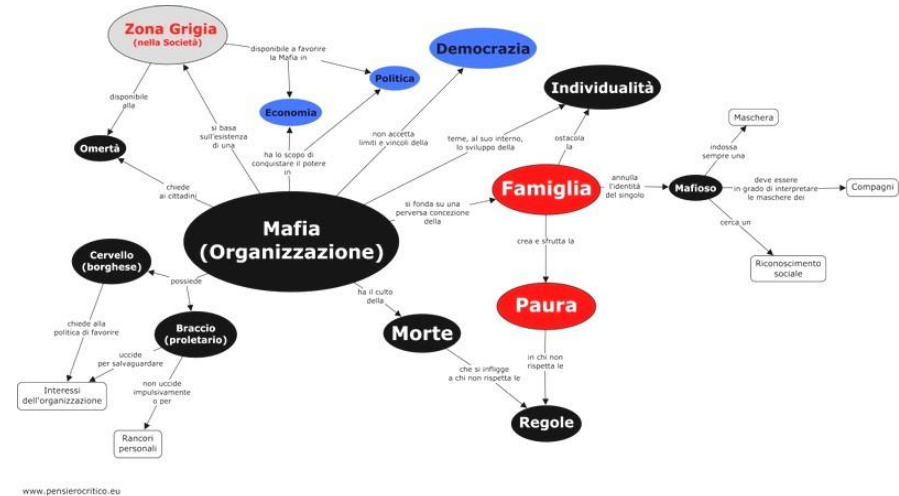 Zona Grigia
(nella Società)
disponibile a favorire
la Mafia in
Democrazia
Politica
Individualità
Economia
disponibile
alla
Maschera
Omertà
si basa
sull'esistenza
di una
non accetta
limiti e vincoli della
teme, al suo interno,
lo sviluppo della
ostacola
la
indossa
sempre una
ha lo scopo di
conquistare il potere
in
chiede
ai cittadini
Famiglia
annulla
l'identità
del singolo
Mafioso
deve essere
in grado di interpretare
le maschere dei
Compagni
Mafia
(Organizzazione)
si fonda su una
perversa concezione
della
cerca un
crea e sfrutta la
Riconoscimento
sociale
Cervello
(borghese)
possiede
ha il culto
della
Paura
chiede alla
politica di favorire
Braccio
(proletario)
Morte
uccide
per salvaguardare
in chi non
rispetta le
che si infligge
a chi non rispetta le
non uccide
impulsivamente
o per
Interessi
dell'organizzazione
Regole
Rancori
personali
www.pensierocritico.eu